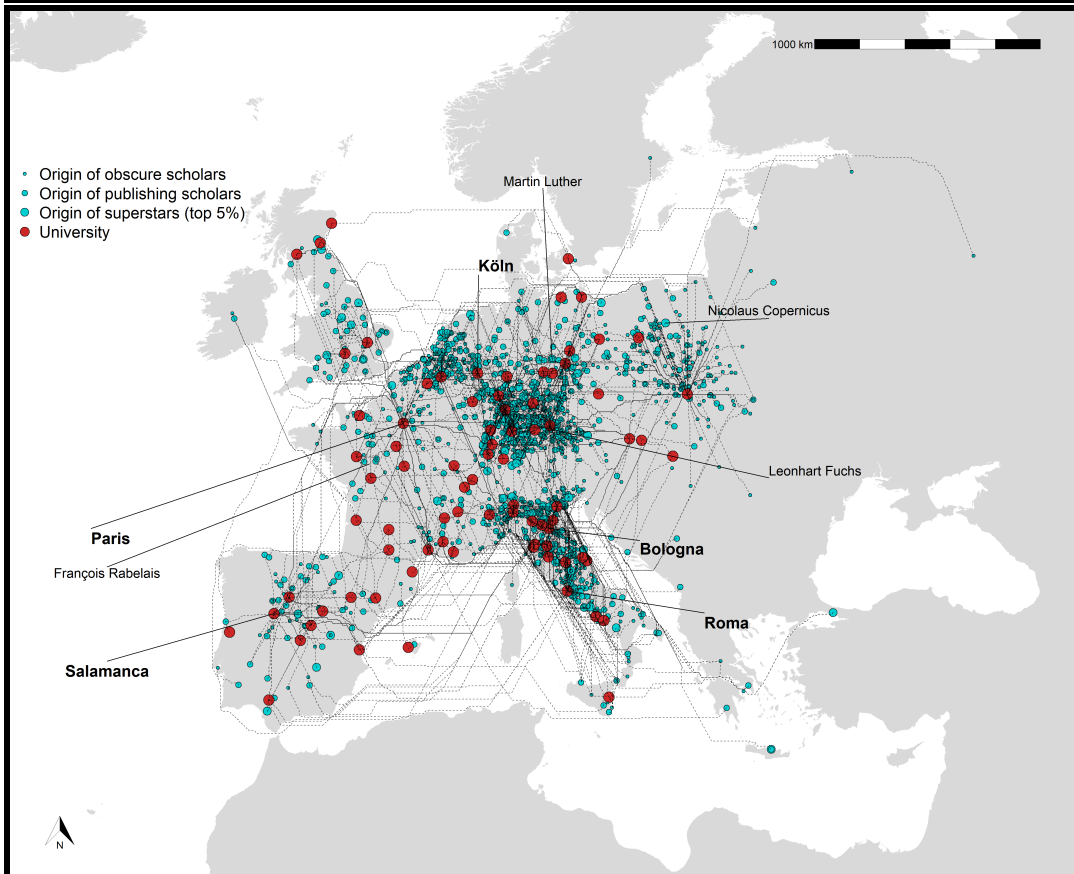 1000 km
Origin of obscure scholars
Origin of publishing scholars
Origin of superstars (top 5%)
University
Martin Luther
Köln
Nicolaus Copernicus
Leonhart Fuchs
Paris
Bologna
François Rabelais
Roma
Salamanca
N